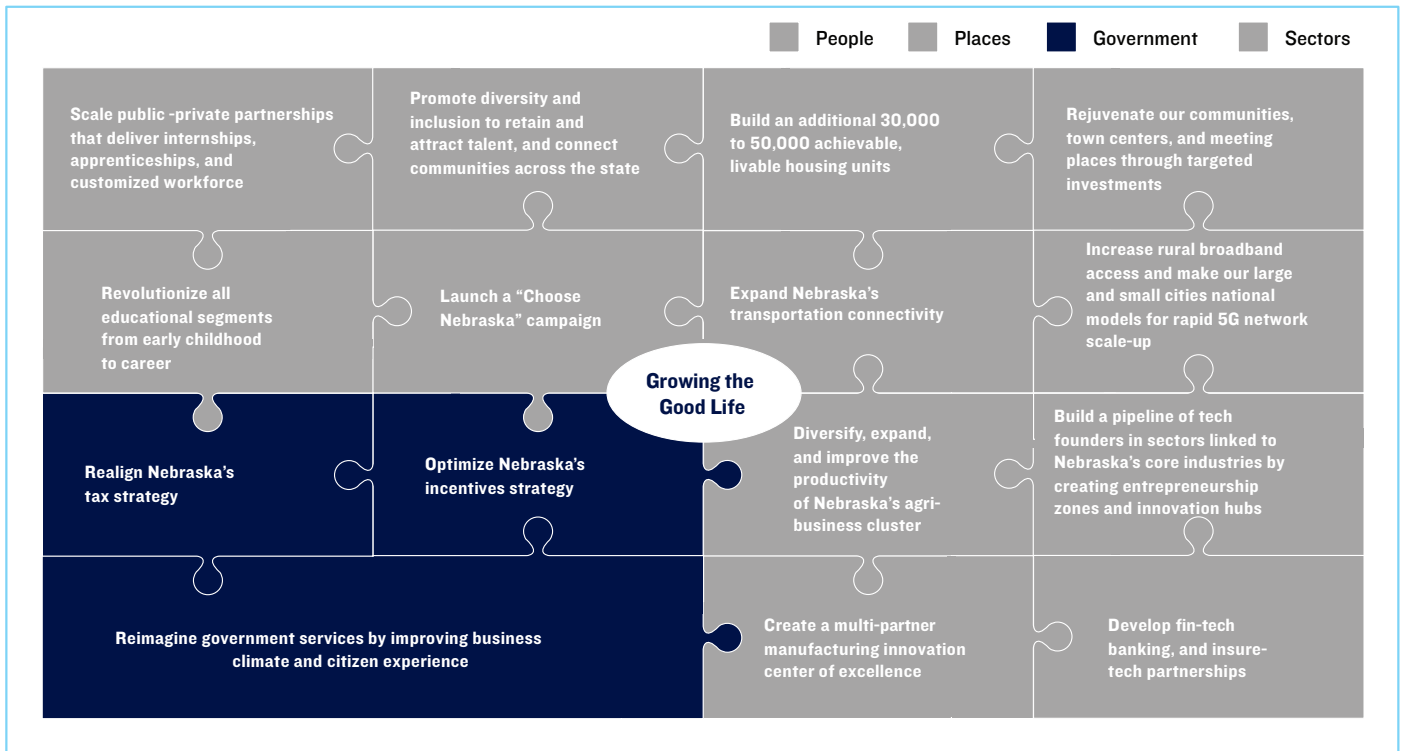 People
Places
Government
Sectors
Scale public -private partnerships
that deliver internships,
apprenticeships, and
customized workforce
Promote diversity and
inclusion to retain and
attract talent, and connect
communities across the state
Build an additional 30,000
to 50,000 achievable,
livable housing units
Rejuvenate our communities,
town centers, and meeting
places through targeted
investments
Revolutionize all
educational segments
from early childhood
to career
Launch a “Choose
Nebraska” campaign
Expand Nebraska’s
transportation connectivity
Increase rural broadband
access and make our large
and small cities national
models for rapid 5G network
scale-up
Growing the
Good Life
Realign Nebraska’s
tax strategy
Optimize Nebraska’s
incentives strategy
Diversify, expand,
and improve the
productivity
of Nebraska’s agri-
business cluster
Build a pipeline of tech
founders in sectors linked to
Nebraska’s core industries by
creating entrepreneurship
zones and innovation hubs
Reimagine government services by improving business
climate and citizen experience
Create a multi-partner
manufacturing innovation
center of excellence
Develop fin-tech
banking, and insure-
tech partnerships